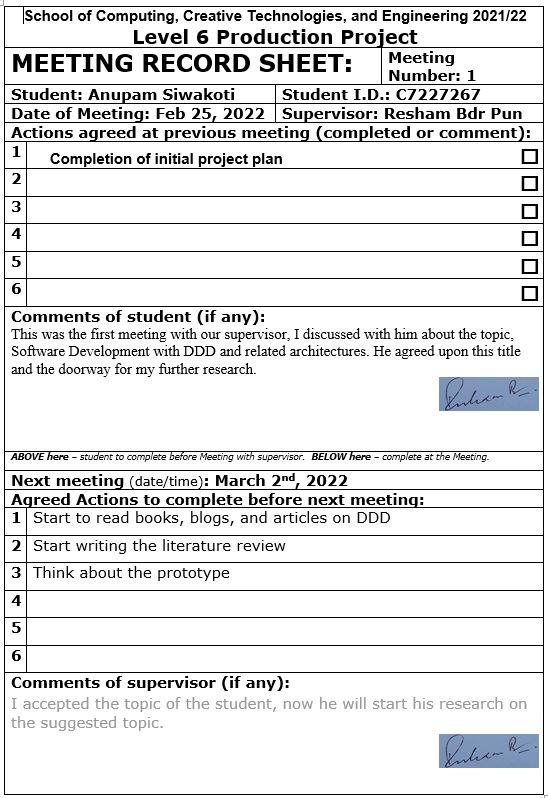 School of Computing, Creative Technologies, and Engineering 2021/22
Level 6 Production Project
MEETING RECORD SHEET:
Meeting
Number: 1
Student: Anupam Siwakoti
Student I.D.: C7227267
Date of Meeting: Feb 25, 2022
Supervisor: Resham Bdr Pun
Actions agreed at previous meeting (completed or comment):
1 Completion of initial project plan
2
3
4
5
6
Comments of student (if any):
This was the first meeting with our supervisor, I discussed with him about the topic,
Software Development with DDD and related architectures. He agreed upon this title
and the doorway for my further research.
ABOVE here – student to complete before Meeting with supervisor. BELOW here – complete at the Meeting.
Next meeting (date/time): March 2nd, 2022
Agreed Actions to complete before next meeting:
1 Start to read books, blogs, and articles on DDD
2 Start writing the literature review
3 Think about the prototype
4
5
6
Comments of supervisor (if any):
I accepted the topic of the student, now he will start his research on
the suggested topic.